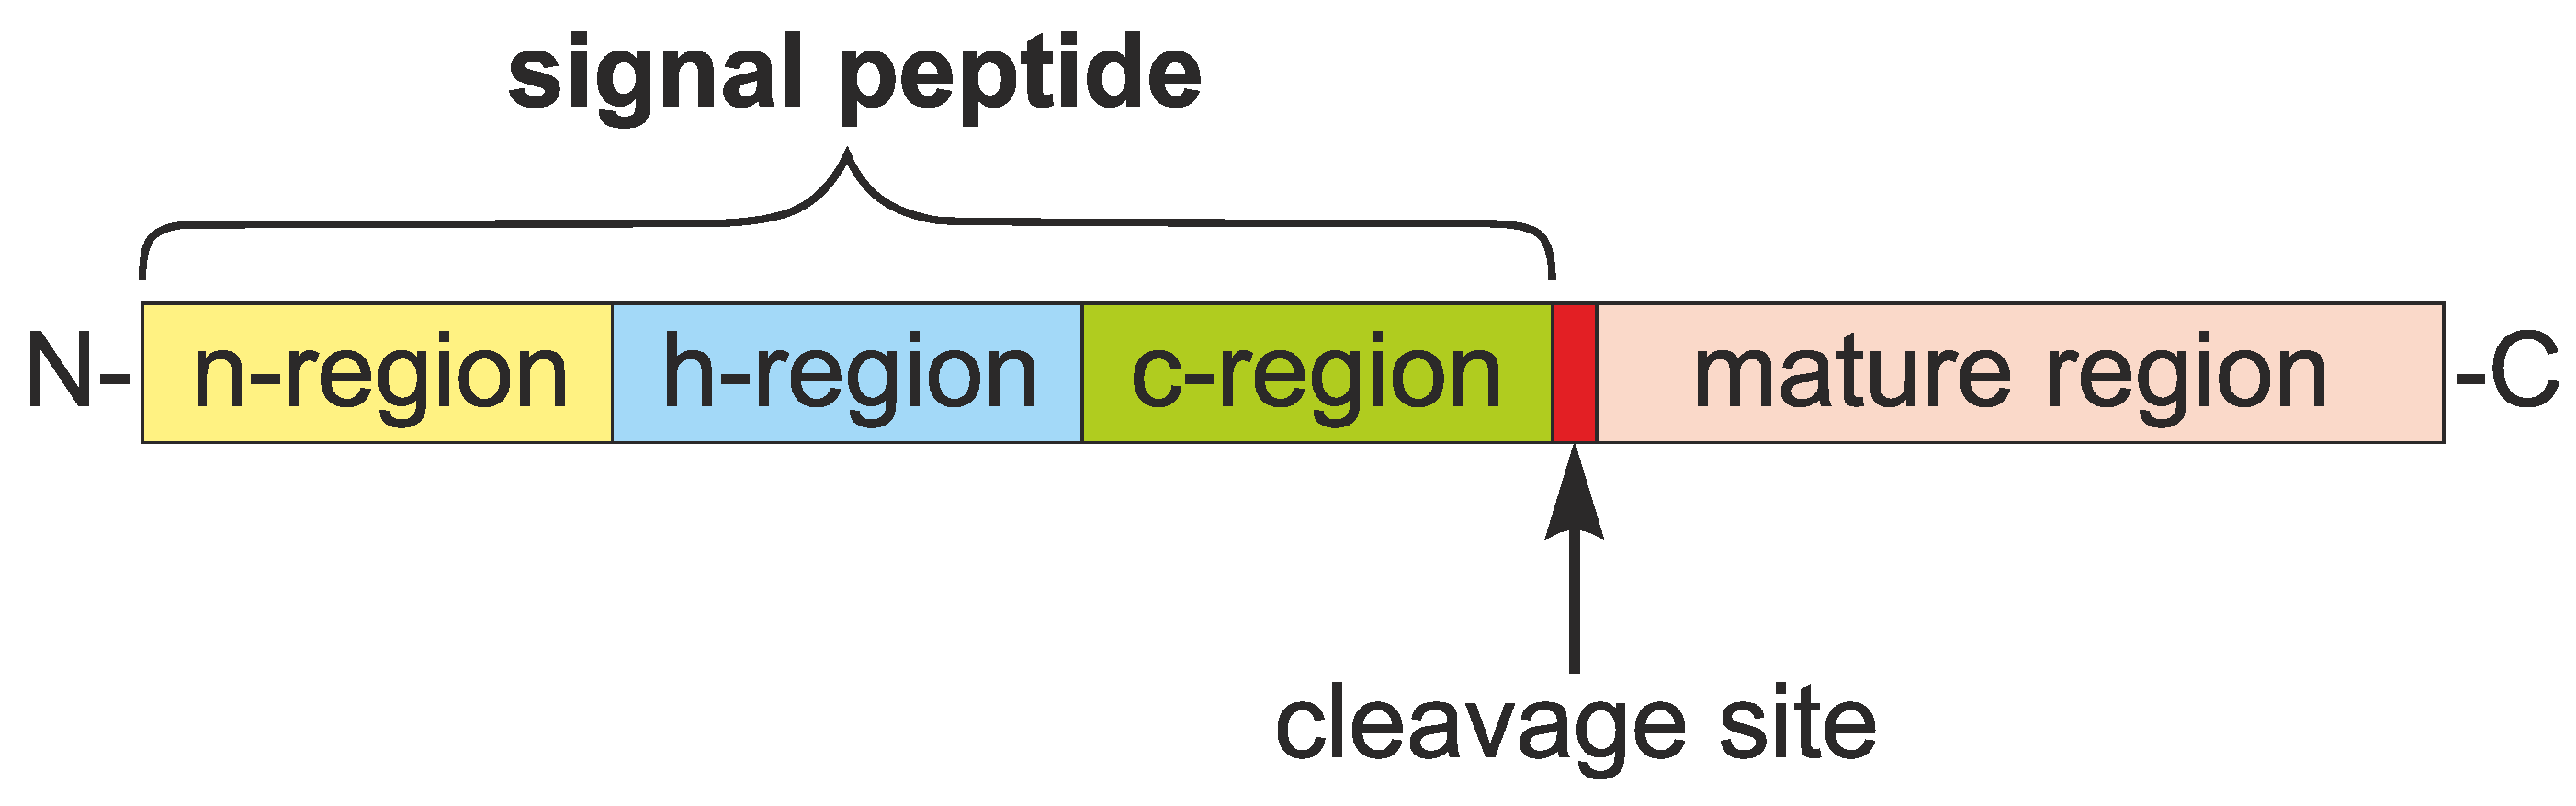 signal peptide
N- n-region h-region c-region mature region -C
cleavage site